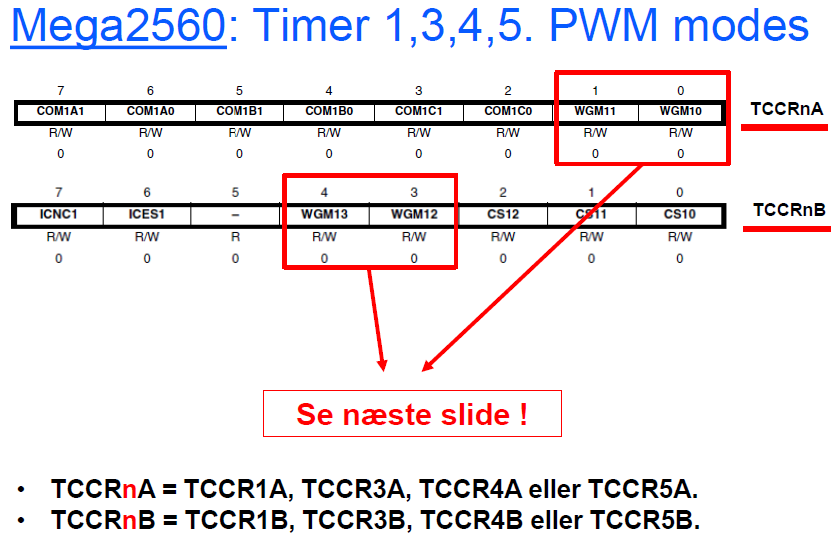 Mega2560: Timer 1,3,4,5. PWM modes
7 6 5 4 3 2 1 0
COM1A1 COM1A0 COM1B1 COM1B0 COM1C1 COM1C0 WGM11 WGM10 TCCRnA
R/W R/W R/W R/W R/W R/W R/W R/W
0 0 0 0 0 0 0 0
7 6 5 4 3 2 1 0
ICNC1 ICES1 – WGM13 WGM12 CS12 CS11 CS10 TCCRnB
R/W R/W R R/W R/W R/W R/W R/W
0 0 0 0 0 0 0 0
Se næste slide !
• TCCRnA = TCCR1A, TCCR3A, TCCR4A eller TCCR5A.
• TCCRnB = TCCR1B, TCCR3B, TCCR4B eller TCCR5B.